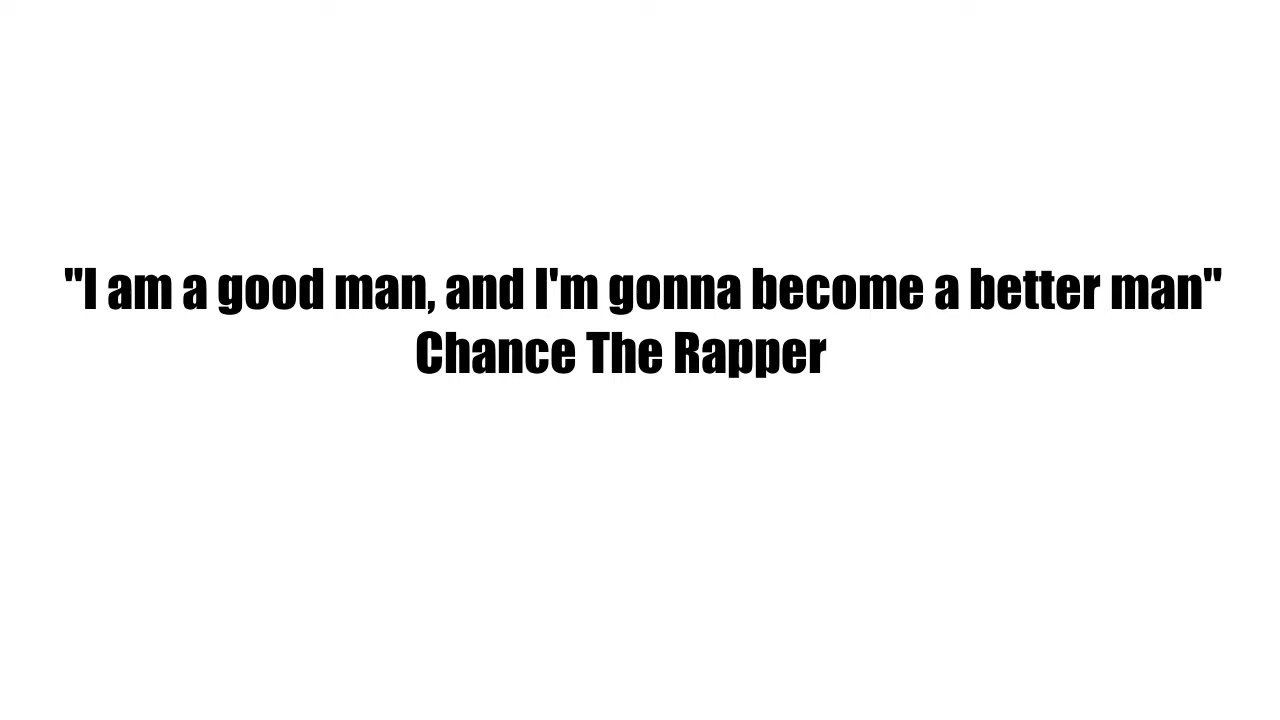 "I am a good man, and I'm gonna become a better man"
Chance The Rapper